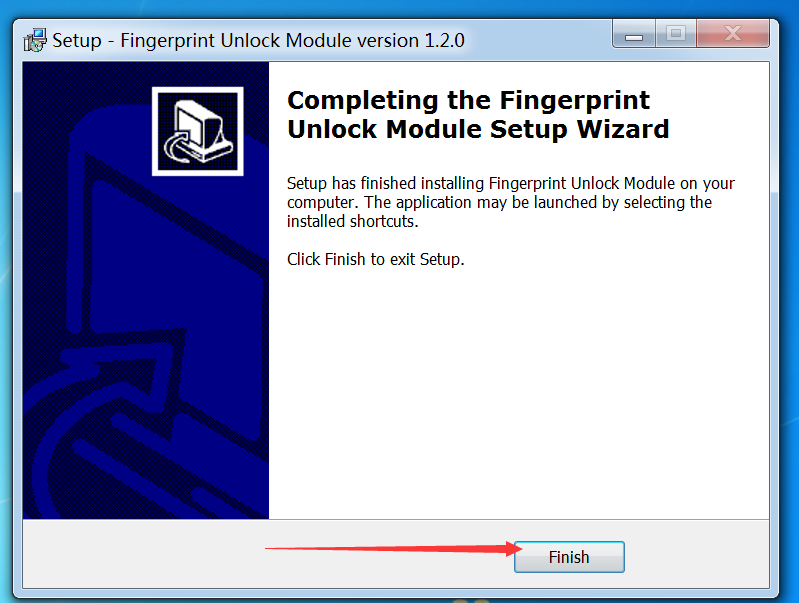 Setup - Fingerprint Unlock Module version 1.2.0
Completing the Fingerprint
Unlock Module Setup Wizard
Setup has finished installing Fingerprint Unlock Module on your
computer. The application may be launched by selecting the
installed shortcuts.
Click Finish to exit Setup.
Finish